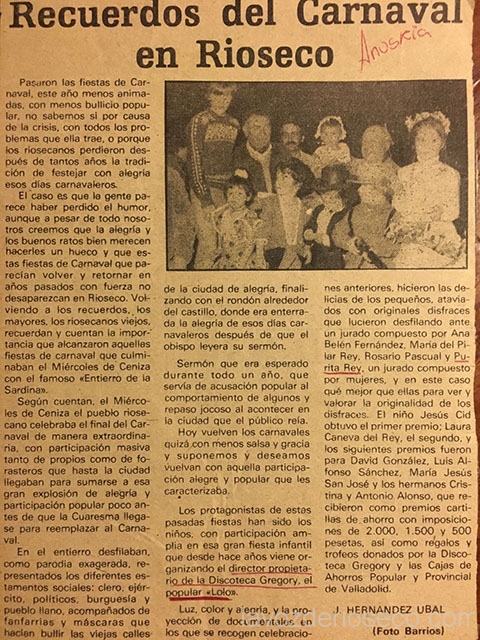 Recuerdos del Carnaval
en Rioseco
Anuskia
Pasaron las fiestas de Car-
naval, este año menos anima-
das, con menos bullicio popu-
lar, no sabemos si por causa
de la crisis, con todos los pro-
blemas que ella trae, o porque
los riosecanos perdieron des-
pués de tantos años la tradi-
ción de festejar con alegría
esos días carnavaleros.
El caso es que la gente pa-
rece haber perdido el humor,
aunque a pesar de todo noso-
tros creemos que la alegría y
los buenos ratos bien merecen
hacerles un hueco y que es-
tas fiestas de Carnaval que pa-
recían volver y retornar en
años pasados con fuerza no
desaparezcan en Rioseco. Vol-
viendo a los recuerdos, los
mayores, los riosecanos viejos,
recuerdan y cuentan la impor-
tancia que alcanzaron aquellas
fiestas de carnaval que culmi-
naban el Miércoles de Ceniza
con el famoso «Entierro de la
Sardina».
Según cuentan, el Miérco-
les de Ceniza el pueblo riose-
cano celebraba el final del Car-
naval de manera extraordina-
ria, con participación masiva
tanto de propios como de fo-
rasteros que hasta la ciudad
llegaban para sumarse a esa
gran explosión de alegría y
participación popular poco an-
tes de que la Cuaresma llega-
se para reemplazar al Carna-
val.
En el entierro desfilaban,
como parodia exagerada, re-
presentados los diferentes es-
tamentos sociales: clero, ejér-
cito, políticos, burguesía y
pueblo llano, acompañados de
fanfarrias y máscaras que
hacían bullir las viejas calles
de la ciudad de alegría, finali-
zando con el rondón alrededor
del castillo, donde era enterra-
da la alegría de esos días car-
navaleros después de que el
obispo leyera su sermón.
Sermón que era esperado
durante todo un año, que
servía de acusación popular al
comportamiento de algunos y
repaso jocoso al acontecer en
la ciudad que el público reía.
Hoy vuelven los carnavales
quizá con menos salsa y gracia
y suponemos y deseamos
vuelvan con aquella participa-
ción alegre y popular que les
caracterizaba.
Los protagonistas de estas
pasadas fiestas han sido los
niños, con participación am-
plia en esa gran fiesta infantil
que desde hace años viene or-
ganizando el director propieta-
rio de la Discoteca Gregory, el
popular «Lolo».
Luz, color y alegría, y la pro-
yección de documentales en
los que se recogen celebracio-
nes anteriores, hicieron las de-
licias de los pequeños, atavia-
dos con originales disfraces
que lucieron desfilando ante
un jurado compuesto por Ana
Belén Fernández, María del Pi-
lar Rey, Rosario Pascual y Pu-
rita Rey, un jurado compuesto
por mujeres, y en este caso
qué mejor que ellas para ver y
valorar la originalidad de los
disfraces. El niño Jesús Cid
obtuvo el primer premio; Laura
Caneva del Rey, el segundo, y
los siguientes premios fueron
para David González, Luis Al-
fonso Sánchez, María Jesús
San José y los hermanos Cris-
tina y Antonio Alonso, que re-
cibieron como premios carti-
llas de ahorro con imposicio-
nes de 2.000, 1.500 y 500
pesetas, así como regalos y
trofeos donados por la Disco-
teca Gregory y las Cajas de
Ahorros Popular y Provincial
de Valladolid.
J. HERNANDEZ UBAL
(Foto Barrios)